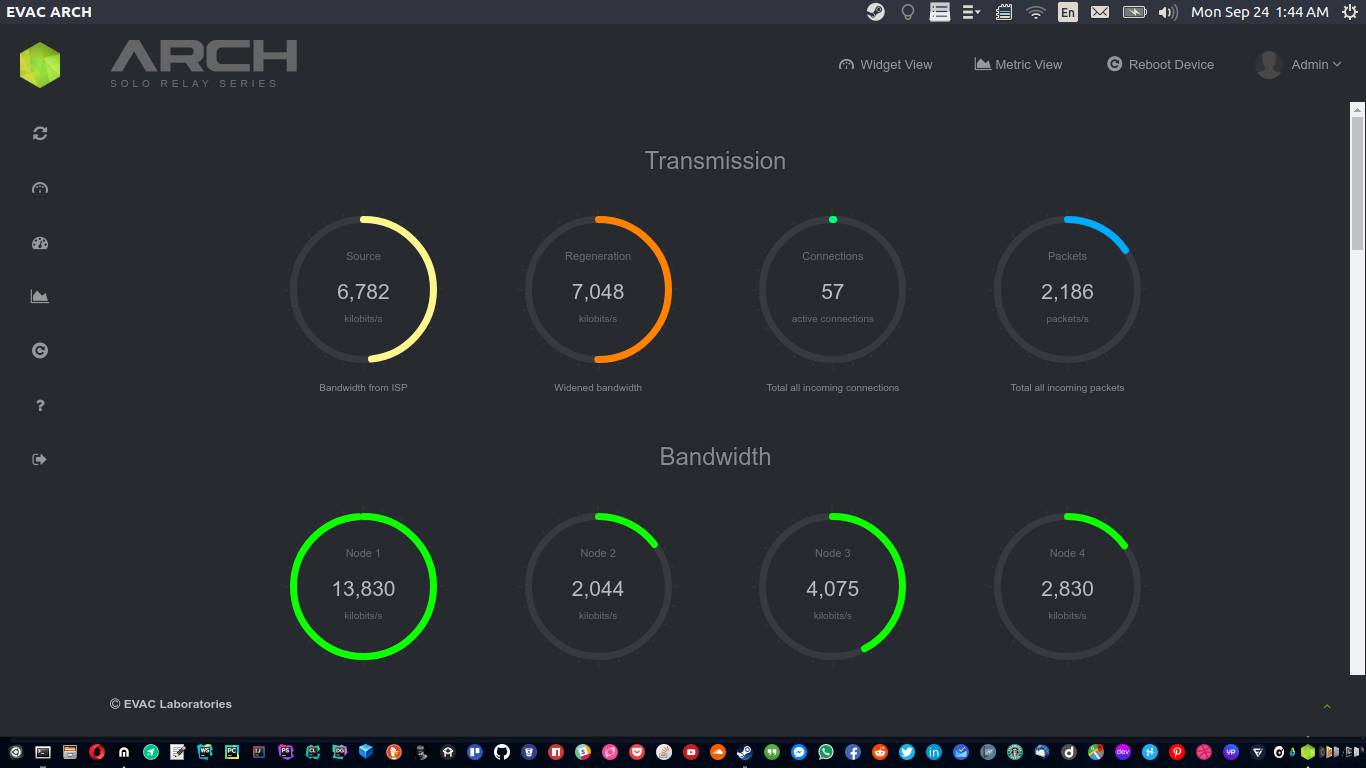 EVAC ARCH
En
Mon Sep 24 1:44 AM
ARCH
SOLO RELAY SERIES
Widget View
Metric View
Reboot Device
Admin
Transmission
Source
6,782
kilobits/s
Bandwidth from ISP
Regeneration
7,048
kilobits/s
Widened bandwidth
Connections
57
active connections
Total all incoming connections
Packets
2,186
packets/s
Total all incoming packets
Bandwidth
Node 1
13,830
kilobits/s
Node 2
2,044
kilobits/s
Node 3
4,075
kilobits/s
Node 4
2,830
kilobits/s
© EVAC Laboratories